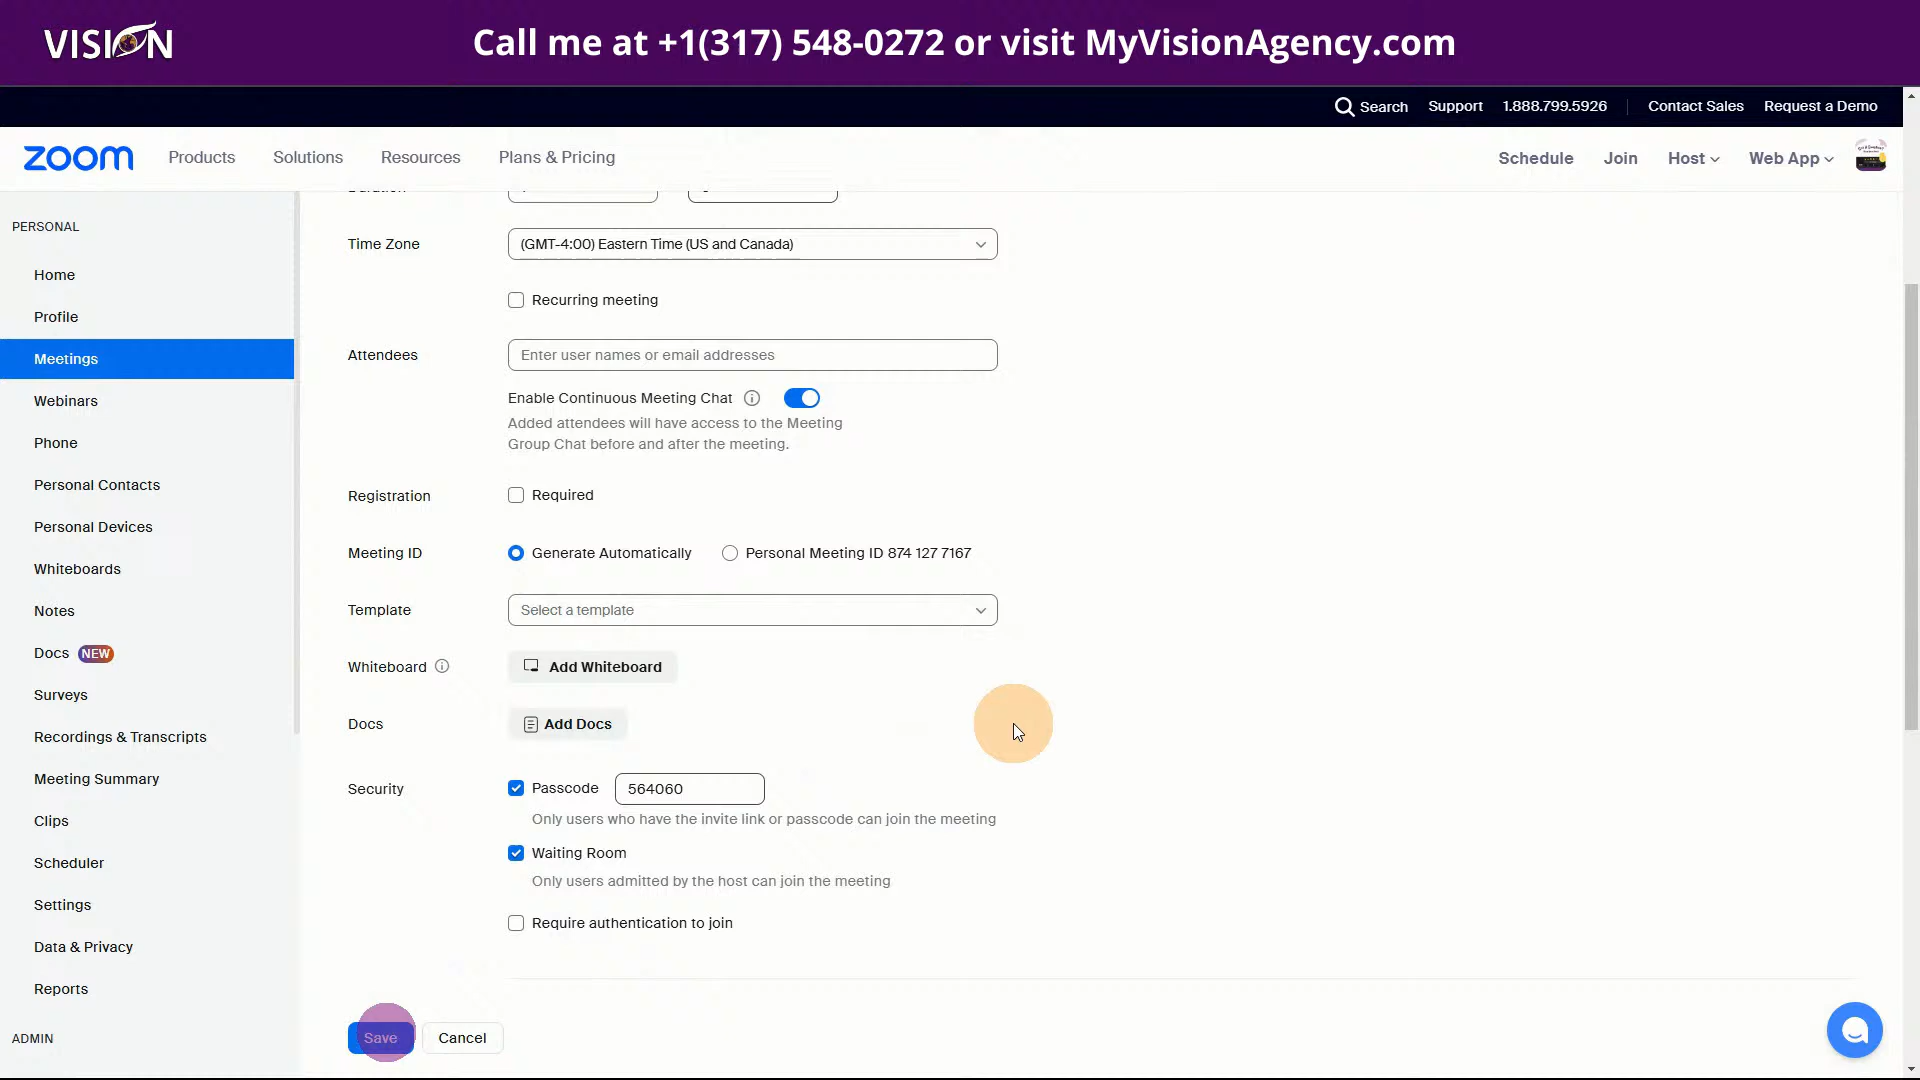 VISION
Call me at +1(317) 548-0272 or visit MyVisionAgency.com
Search Support 1.888.799.5926 Contact Sales Request a Demo
zoom Products Solutions Resources Plans & Pricing Schedule Join Host Web App
PERSONAL
Home
Profile
Meetings
Webinars
Phone
Personal Contacts
Personal Devices
Whiteboards
Notes
Docs NEW
Surveys
Recordings & Transcripts
Meeting Summary
Clips
Scheduler
Settings
Data & Privacy
Reports
ADMIN
Time Zone (GMT-4:00) Eastern Time (US and Canada)
Recurring meeting
Attendees Enter user names or email addresses
Enable Continuous Meeting Chat
Added attendees will have access to the Meeting
Group Chat before and after the meeting.
Registration Required
Meeting ID Generate Automatically Personal Meeting ID 874 127 7167
Template Select a template
Whiteboard Add Whiteboard
Docs Add Docs
Security Passcode 564060
Only users who have the invite link or passcode can join the meeting
Waiting Room
Only users admitted by the host can join the meeting
Require authentication to join
Save Cancel